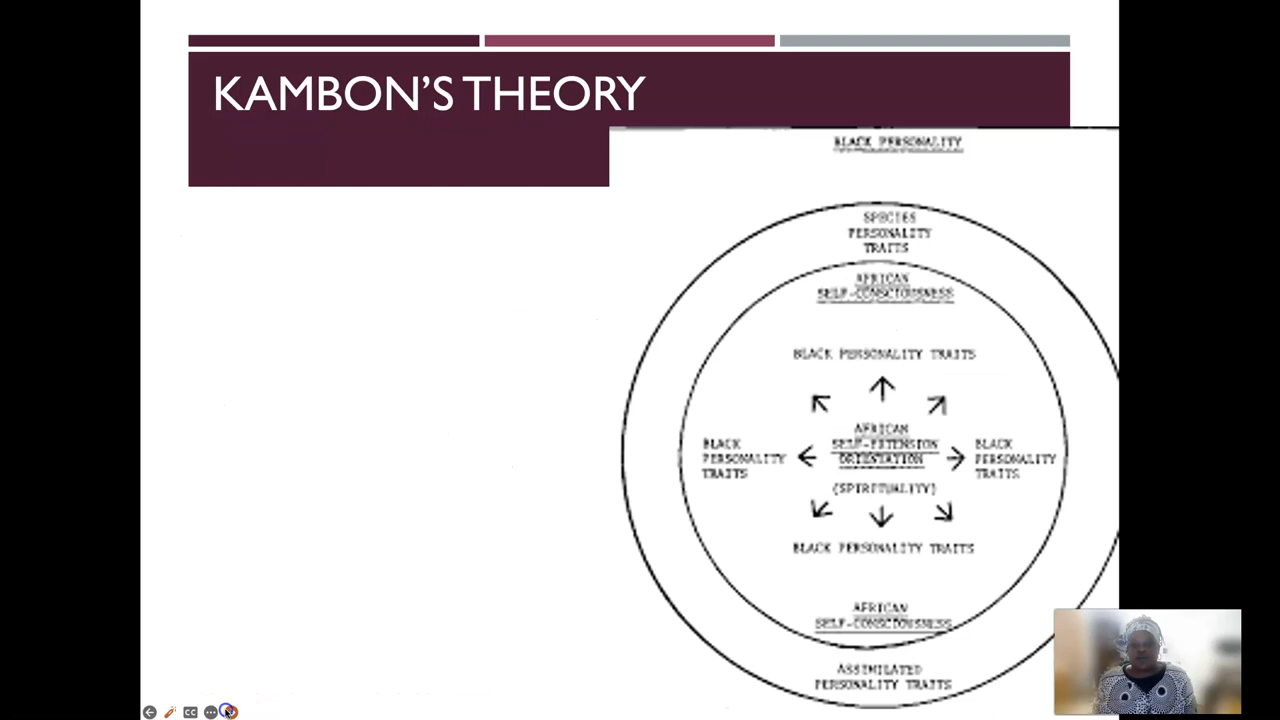 KAMBON'S THEORY
BLACK PERSONALITY
SPECIES
PERSONALITY
TRAITS
AFRICAN
SELF-CONSCIOUSNESS
BLACK PERSONALITY TRAITS
AFRICAN
SELF-EXTENSION
ORIENTATION
(SPIRITUALITY)
BLACK
PERSONALITY
TRAITS
BLACK
PERSONALITY
TRAITS
BLACK PERSONALITY TRAITS
AFRICAN
SELF-CONSCIOUSNESS
ASSIMILATED
PERSONALITY TRAITS
CC